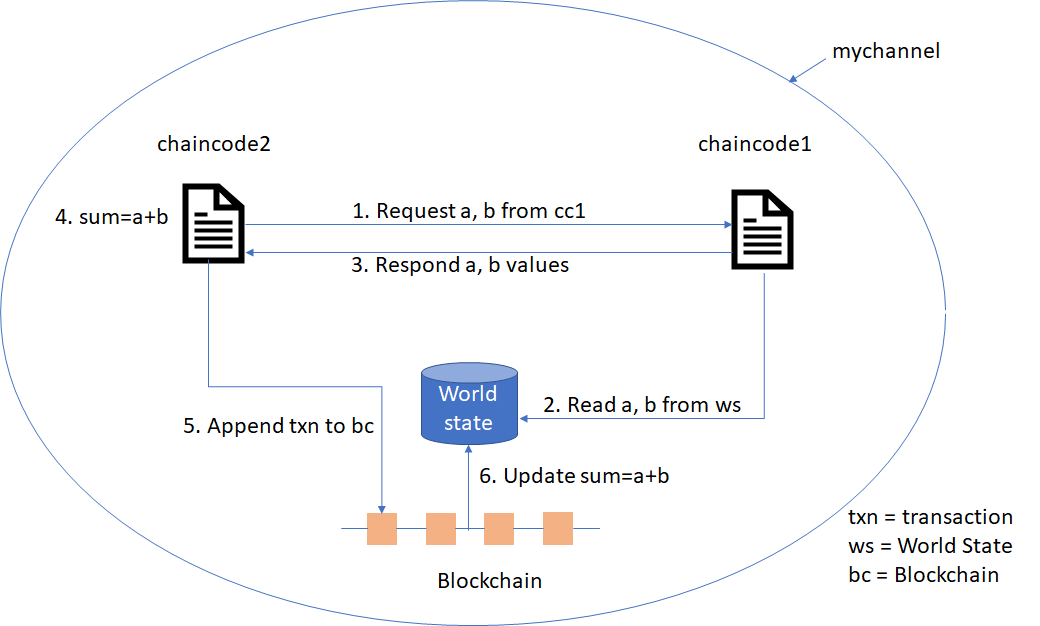 mychannel
chaincode2
chaincode1
4. sum=a+b
1. Request a, b from cc1
3. Respond a, b values
World
state
2. Read a, b from ws
5. Append txn to bc
6. Update sum=a+b
Blockchain
txn = transaction
ws = World State
bc = Blockchain